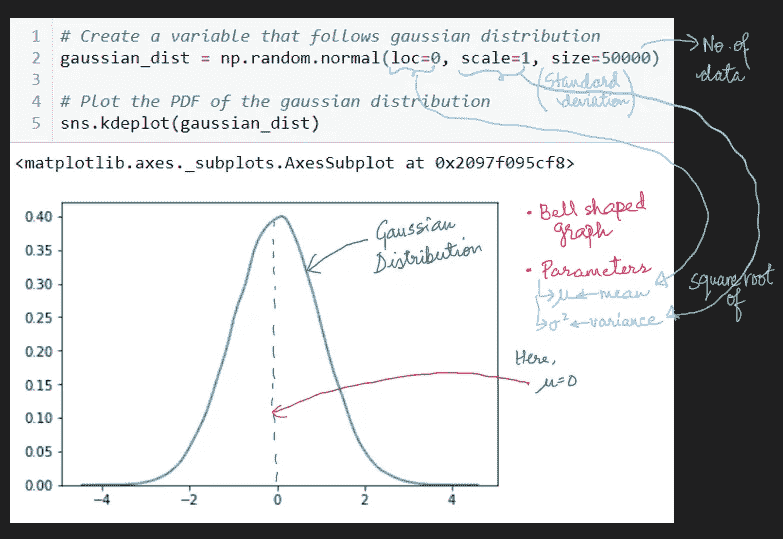 1 # Create a variable that follows gaussian distribution
2 gaussian_dist = np.random.normal(loc=0, scale=1, size=50000)
3
4 # Plot the PDF of the gaussian distribution
5 sns.kdeplot(gaussian_dist)
No. of
data
(Standard
deviation)
<matplotlib.axes._subplots.AxesSubplot at 0x2097f095cf8>
0.40
0.35
0.30
0.25
0.20
0.15
0.10
0.05
0.00
-4 -2 0 2 4
Gaussian
Distribution
• Bell shaped
graph
• Parameters
μ ← mean
σ² ← variance
square root
of
Here,
μ=0